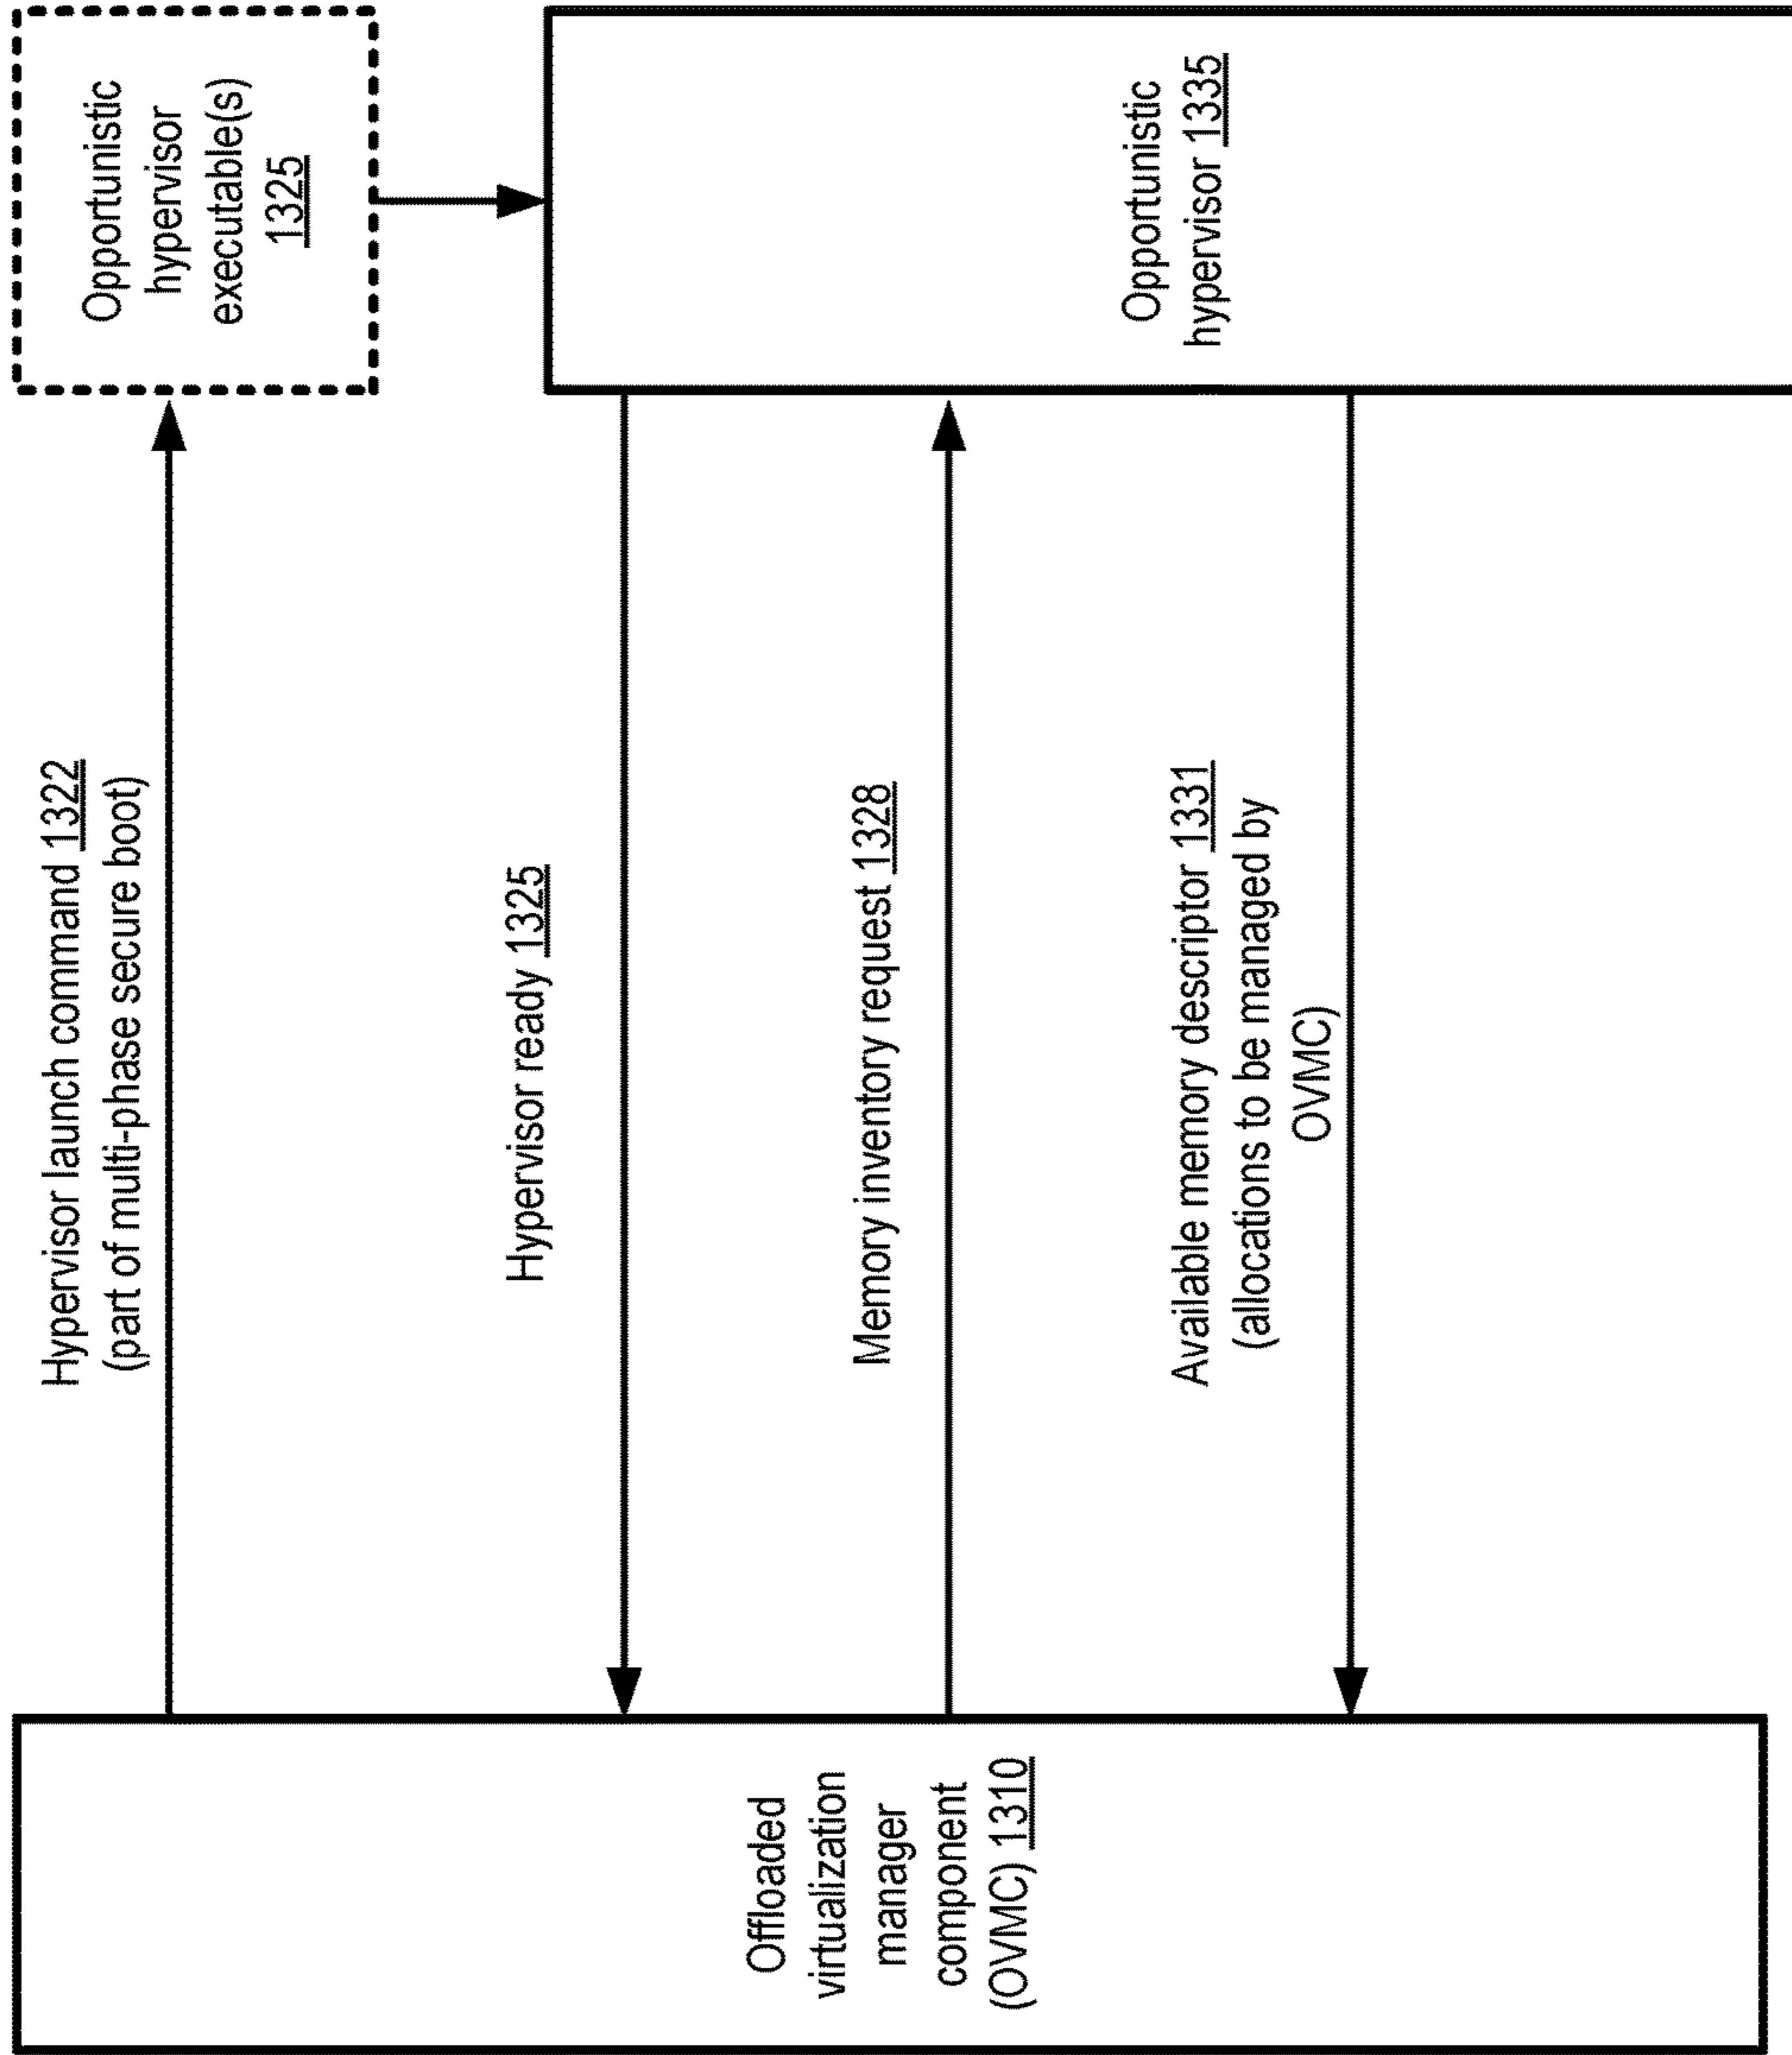 Hypervisor launch command 1322
(part of multi-phase secure boot)
Opportunistic
hypervisor
executable(s)
1325
Hypervisor ready 1325
Memory inventory request 1328
Available memory descriptor 1331
(allocations to be managed by
OVMC)
Offloaded
virtualization
manager
component
(OVMC) 1310
Opportunistic
hypervisor 1335